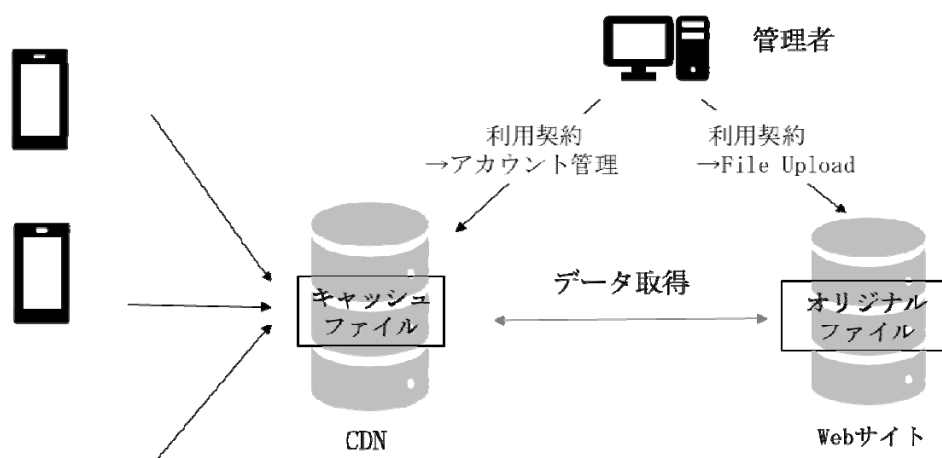 管理者
利用契約
→アカウント管理
利用契約
→File Upload
データ取得
キャッシュ
ファイル
オリジナル
ファイル
CDN
Webサイト